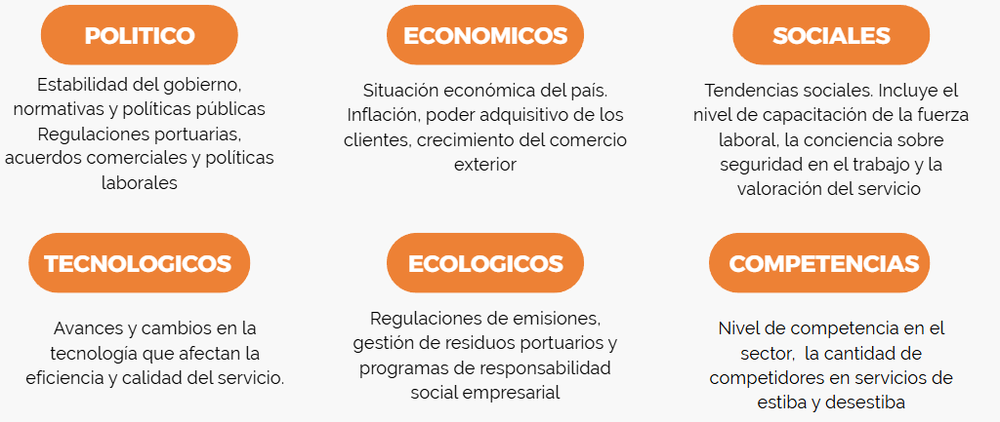 POLITICO
Estabilidad del gobierno,
normativas y políticas públicas
Regulaciones portuarias,
acuerdos comerciales y políticas
laborales
ECONOMICOS
Situación económica del país.
Inflación, poder adquisitivo de los
clientes, crecimiento del comercio
exterior
SOCIALES
Tendencias sociales. Incluye el
nivel de capacitación de la fuerza
laboral, la conciencia sobre
seguridad en el trabajo y la
valoración del servicio
TECNOLOGICOS
Avances y cambios en la
tecnología que afectan la
eficiencia y calidad del servicio.
ECOLOGICOS
Regulaciones de emisiones,
gestión de residuos portuarios y
programas de responsabilidad
social empresarial
COMPETENCIAS
Nivel de competencia en el
sector,  la cantidad de
competidores en servicios de
estiba y desestiba